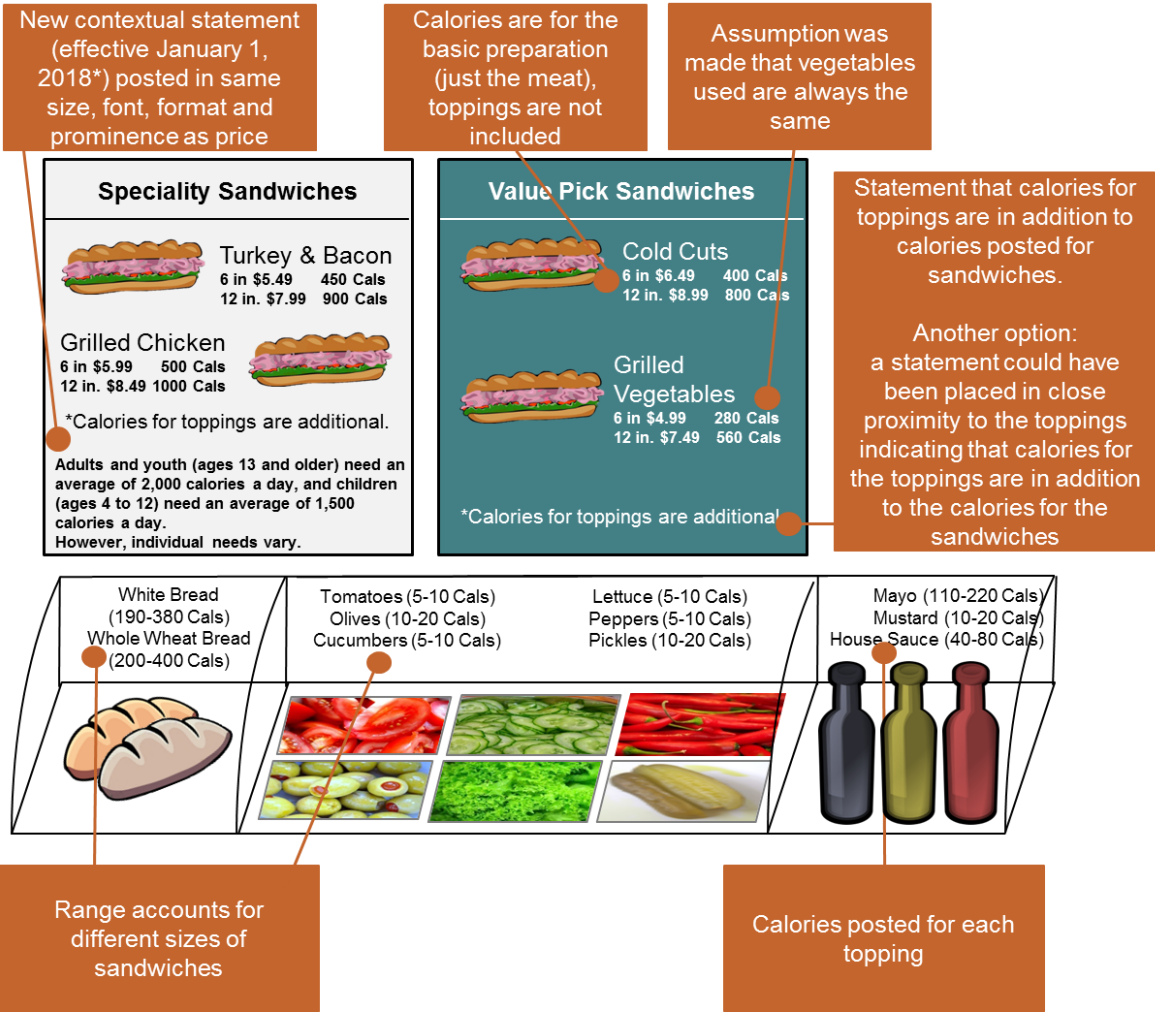 New contextual statement
(effective January 1,
2018*) posted in same
size, font, format and
prominence as price
Calories are for the
basic preparation
(just the meat),
toppings are not
included
Assumption was
made that vegetables
used are always the
same
Speciality Sandwiches
Turkey & Bacon
6 in $5.49 450 Cals
12 in. $7.99 900 Cals
Grilled Chicken
6 in $5.99 500 Cals
12 in. $8.49 1000 Cals
*Calories for toppings are additional.
Adults and youth (ages 13 and older) need an
average of 2,000 calories a day, and children
(ages 4 to 12) need an average of 1,500
calories a day.
However, individual needs vary.
Value Pick Sandwiches
Cold Cuts
6 in $6.49 400 Cals
12 in. $8.99 800 Cals
Grilled
Vegetables
6 in $4.99 280 Cals
12 in. $7.49 560 Cals
*Calories for toppings are additional
Statement that calories for
toppings are in addition to
calories posted for
sandwiches.
Another option:
a statement could have
been placed in close
proximity to the toppings
indicating that calories for
the toppings are in addition
to the calories for the
sandwiches
White Bread
(190-380 Cals)
Whole Wheat Bread
(200-400 Cals)
Tomatoes (5-10 Cals)
Olives (10-20 Cals)
Cucumbers (5-10 Cals)
Lettuce (5-10 Cals)
Peppers (5-10 Cals)
Pickles (10-20 Cals)
Mayo (110-220 Cals)
Mustard (10-20 Cals)
House Sauce (40-80 Cals)
Range accounts for
different sizes of
sandwiches
Calories posted for each
topping